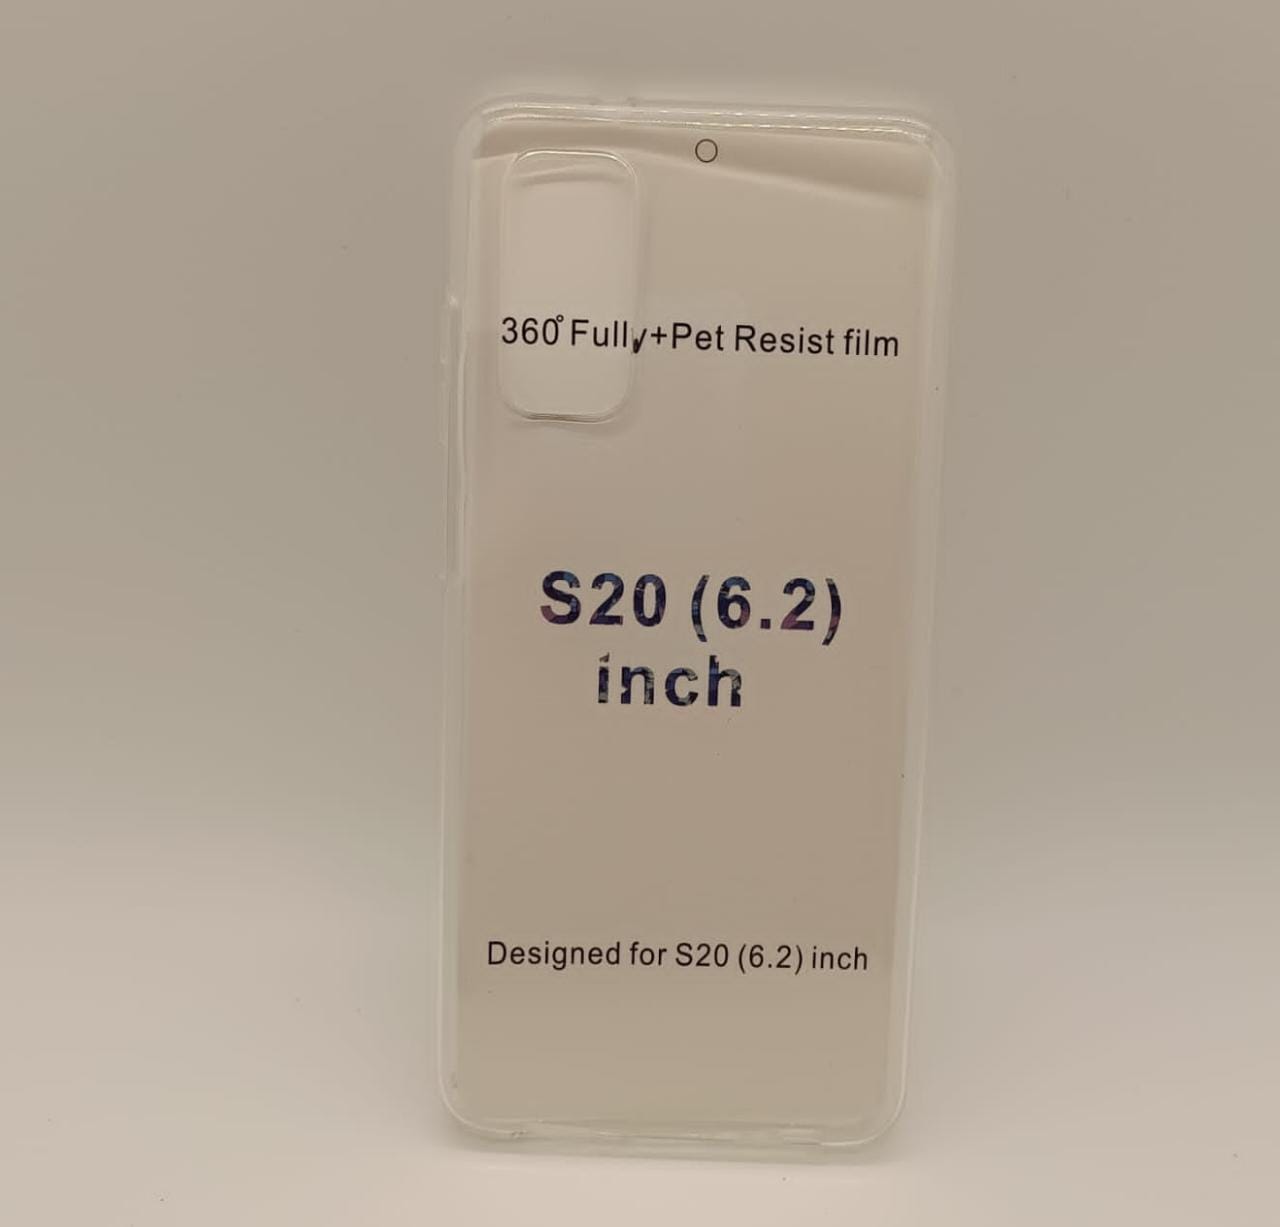 360° Fully+Pet Resist film
S20 (6.2)
inch
Designed for S20 (6.2) inch